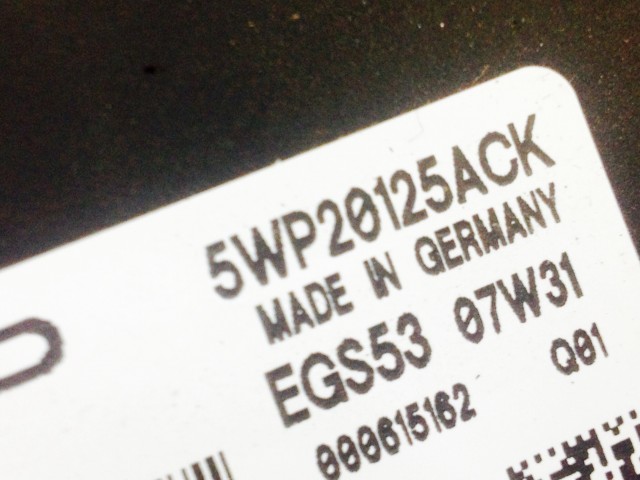 5WP20125ACK
MADE IN GERMANY
EGS53 07W31
000615162 Q01